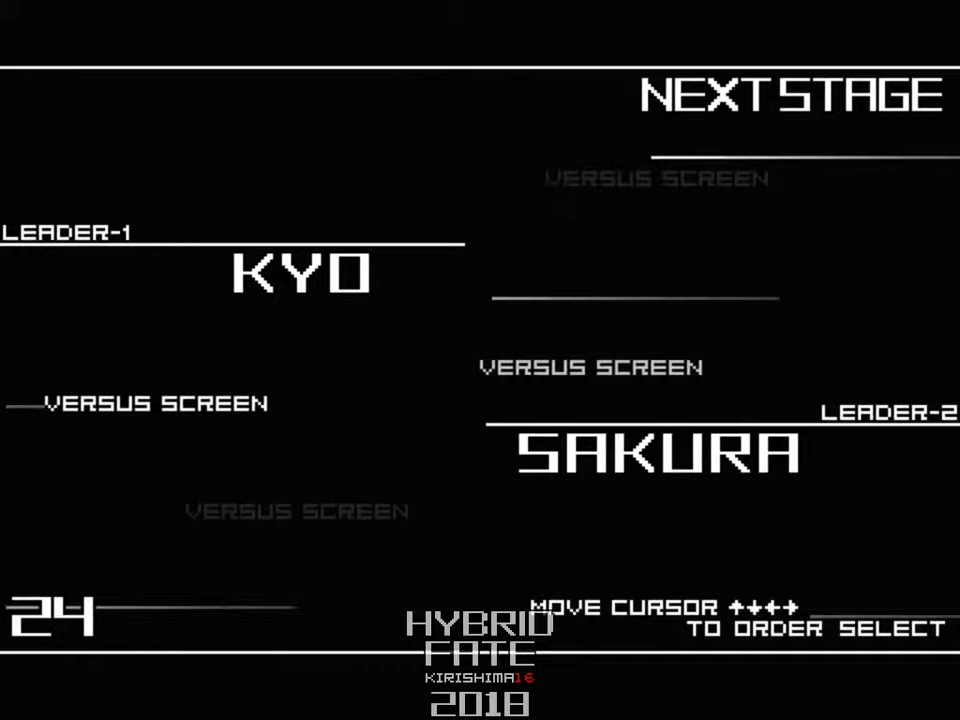 NEXT STAGE
VERSUS SCREEN
LEADER-1
KYO
VERSUS SCREEN
VERSUS SCREEN
LEADER-2
SAKURA
VERSUS SCREEN
24
MOVE CURSOR ↑↓←→
TO ORDER SELECT
HYBRID
FATE
KIRISHIMA16
2018